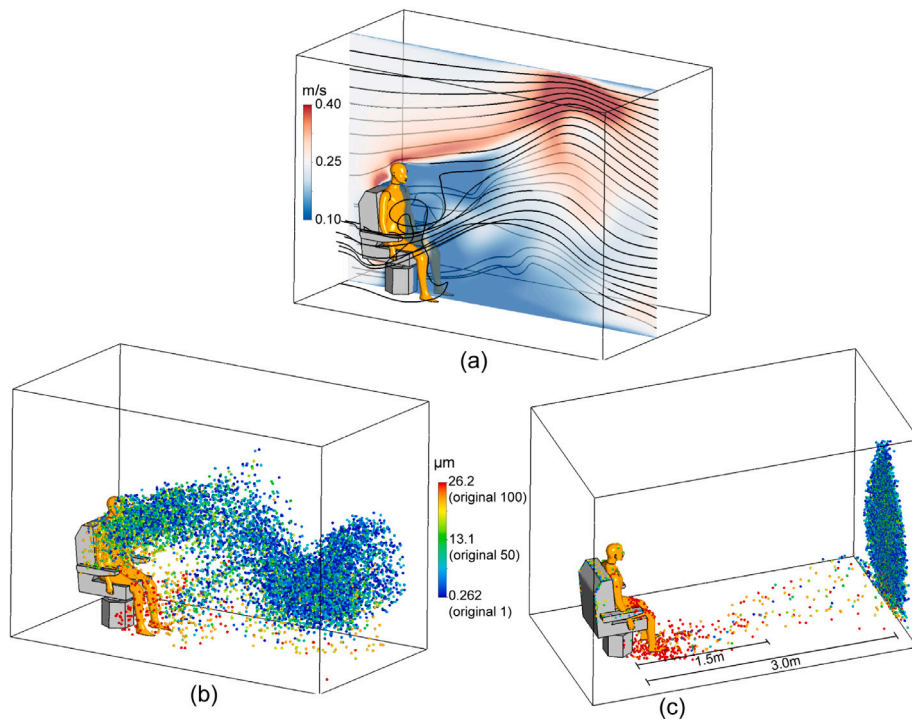 m/s
0.40
0.25
0.10
(a)
µm
26.2
(original 100)
13.1
(original 50)
0.262
(original 1)
1.5m
3.0m
(b)
(c)